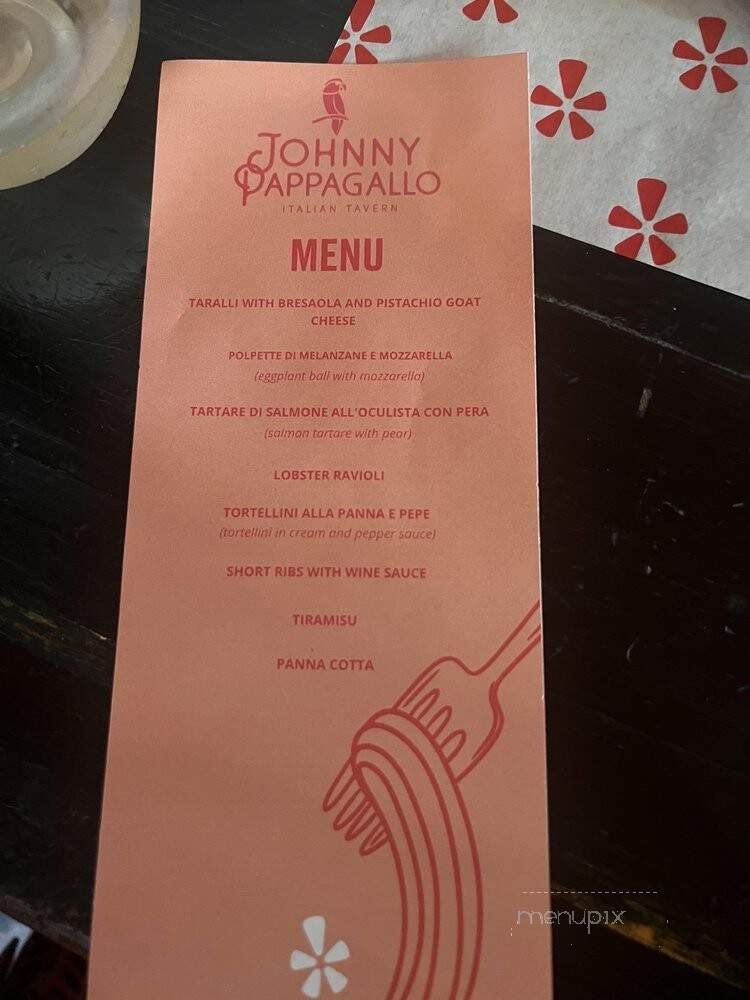 JOHNNY
PAPPAGALLO
ITALIAN TAVERN
MENU
TARALLI WITH BRESAOLA AND PISTACHIO GOAT
CHEESE
POLPETTE DI MELANZANE E MOZZARELLA
(eggplant ball with mozzarella)
TARTARE DI SALMONE ALL'OCULISTA CON PERA
(salmon tartare with pear)
LOBSTER RAVIOLI
TORTELLINI ALLA PANNA E PEPE
(tortellini in cream and pepper sauce)
SHORT RIBS WITH WINE SAUCE
TIRAMISU
PANNA COTTA
menupix